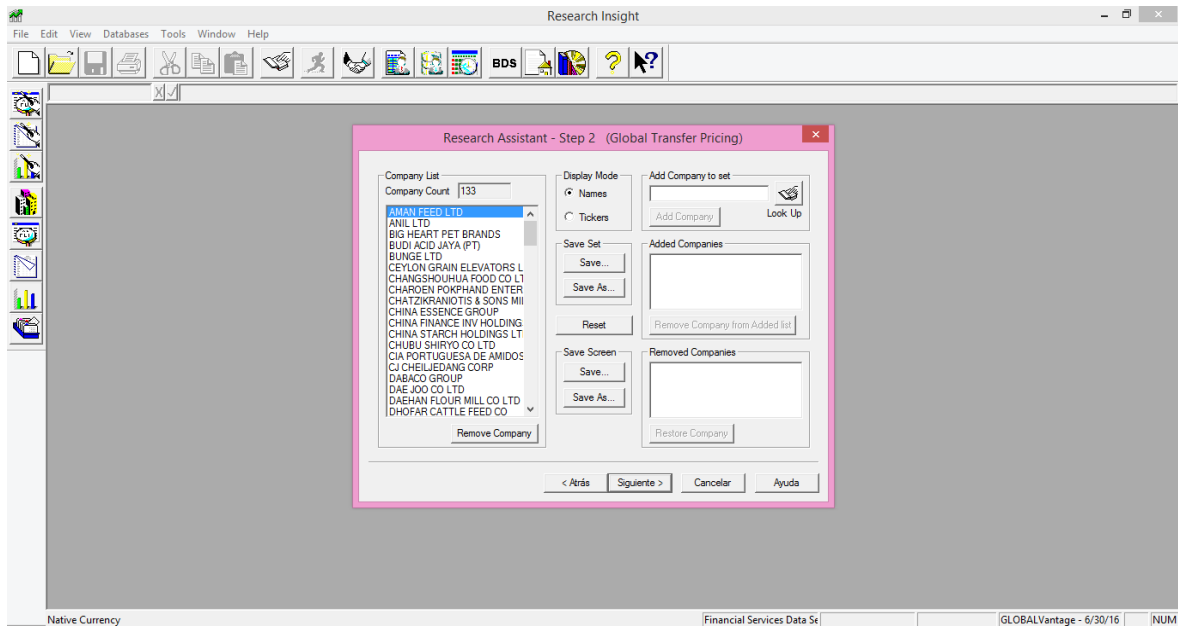 Research Insight
File Edit View Databases Tools Window Help
BDS
Research Assistant - Step 2 (Global Transfer Pricing)
Company List
Company Count 133
AMAN FEED LTD
ANIL LTD
BIG HEART PET BRANDS
BUDI ACID JAYA (PT)
BUNGE LTD
CEYLON GRAIN ELEVATORS L
CHANGSHOUHUA FOOD CO LT
CHAROEN POKPHAND ENTER
CHATZIKRANIOTIS & SONS MI
CHINA ESSENCE GROUP
CHINA FINANCE INV HOLDING
CHINA STARCH HOLDINGS LT
CHUBU SHIRYO CO LTD
CIA PORTUGUESA DE AMIDOS
CJ CHEILJEDANG CORP
DABACO GROUP
DAE JOO CO LTD
DAEHAN FLOUR MILL CO LTD
DHOFAR CATTLE FEED CO
Remove Company
Display Mode
Names
Tickers
Save Set
Save...
Save As...
Reset
Save Screen
Save...
Save As...
Add Company to set
Add Company
Look Up
Added Companies
Remove Company from Added list
Removed Companies
Restore Company
< Atrás Siguiente > Cancelar Ayuda
Native Currency Financial Services Data Se GLOBALVantage - 6/30/16 NUM